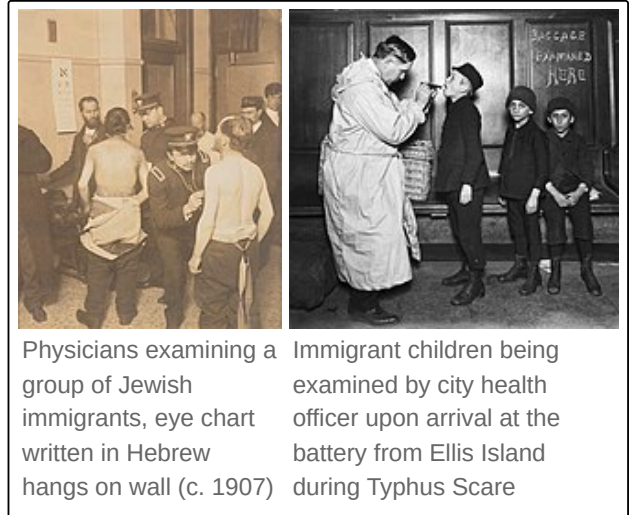 א
BAGGAGE
EXAMINED
HERE
Physicians examining a
group of Jewish
immigrants, eye chart
written in Hebrew
hangs on wall (c. 1907)
Immigrant children being
examined by city health
officer upon arrival at the
battery from Ellis Island
during Typhus Scare